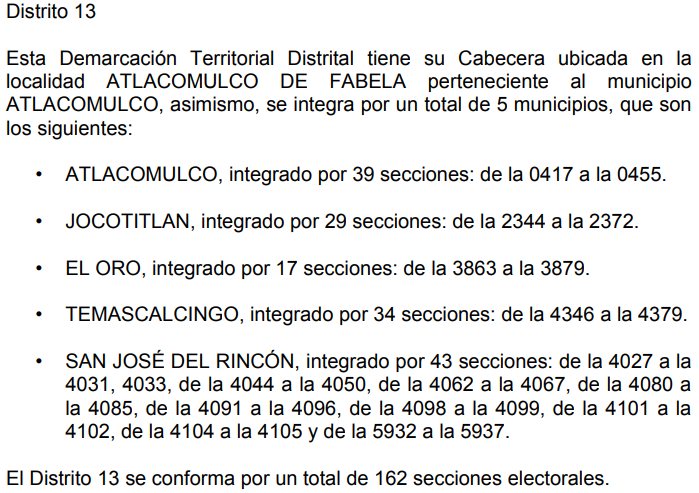 Distrito 13
Esta Demarcación Territorial Distrital tiene su Cabecera ubicada en la
localidad ATLACOMULCO DE FABELA perteneciente al municipio
ATLACOMULCO, asimismo, se integra por un total de 5 municipios, que son
los siguientes:
• ATLACOMULCO, integrado por 39 secciones: de la 0417 a la 0455.
• JOCOTITLAN, integrado por 29 secciones: de la 2344 a la 2372.
• EL ORO, integrado por 17 secciones: de la 3863 a la 3879.
• TEMASCALCINGO, integrado por 34 secciones: de la 4346 a la 4379.
• SAN JOSÉ DEL RINCÓN, integrado por 43 secciones: de la 4027 a la
4031, 4033, de la 4044 a la 4050, de la 4062 a la 4067, de la 4080 a
la 4085, de la 4091 a la 4096, de la 4098 a la 4099, de la 4101 a la
4102, de la 4104 a la 4105 y de la 5932 a la 5937.
El Distrito 13 se conforma por un total de 162 secciones electorales.